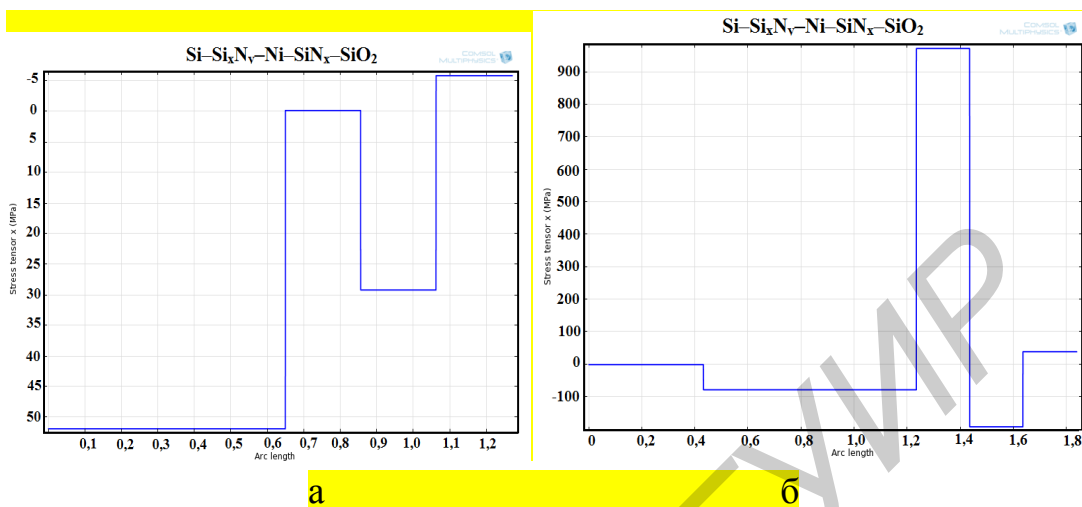 Si–SiₓNᵥ–Ni–SiNₓ–SiO₂
COMSOL
MULTIPHYSICS
Stress tensor x (MPa)
-5
0
5
10
15
20
25
30
35
40
45
50
0,1 0,2 0,3 0,4 0,5 0,6 0,7 0,8 0,9 1,0 1,1 1,2
Arc length
Si–SiₓNᵥ–Ni–SiNₓ–SiO₂
COMSOL
MULTIPHYSICS
Stress tensor x (MPa)
900
800
700
600
500
400
300
200
100
0
-100
0 0,2 0,4 0,6 0,8 1,0 1,2 1,4 1,6 1,8
Arc length
а б
ГУИР